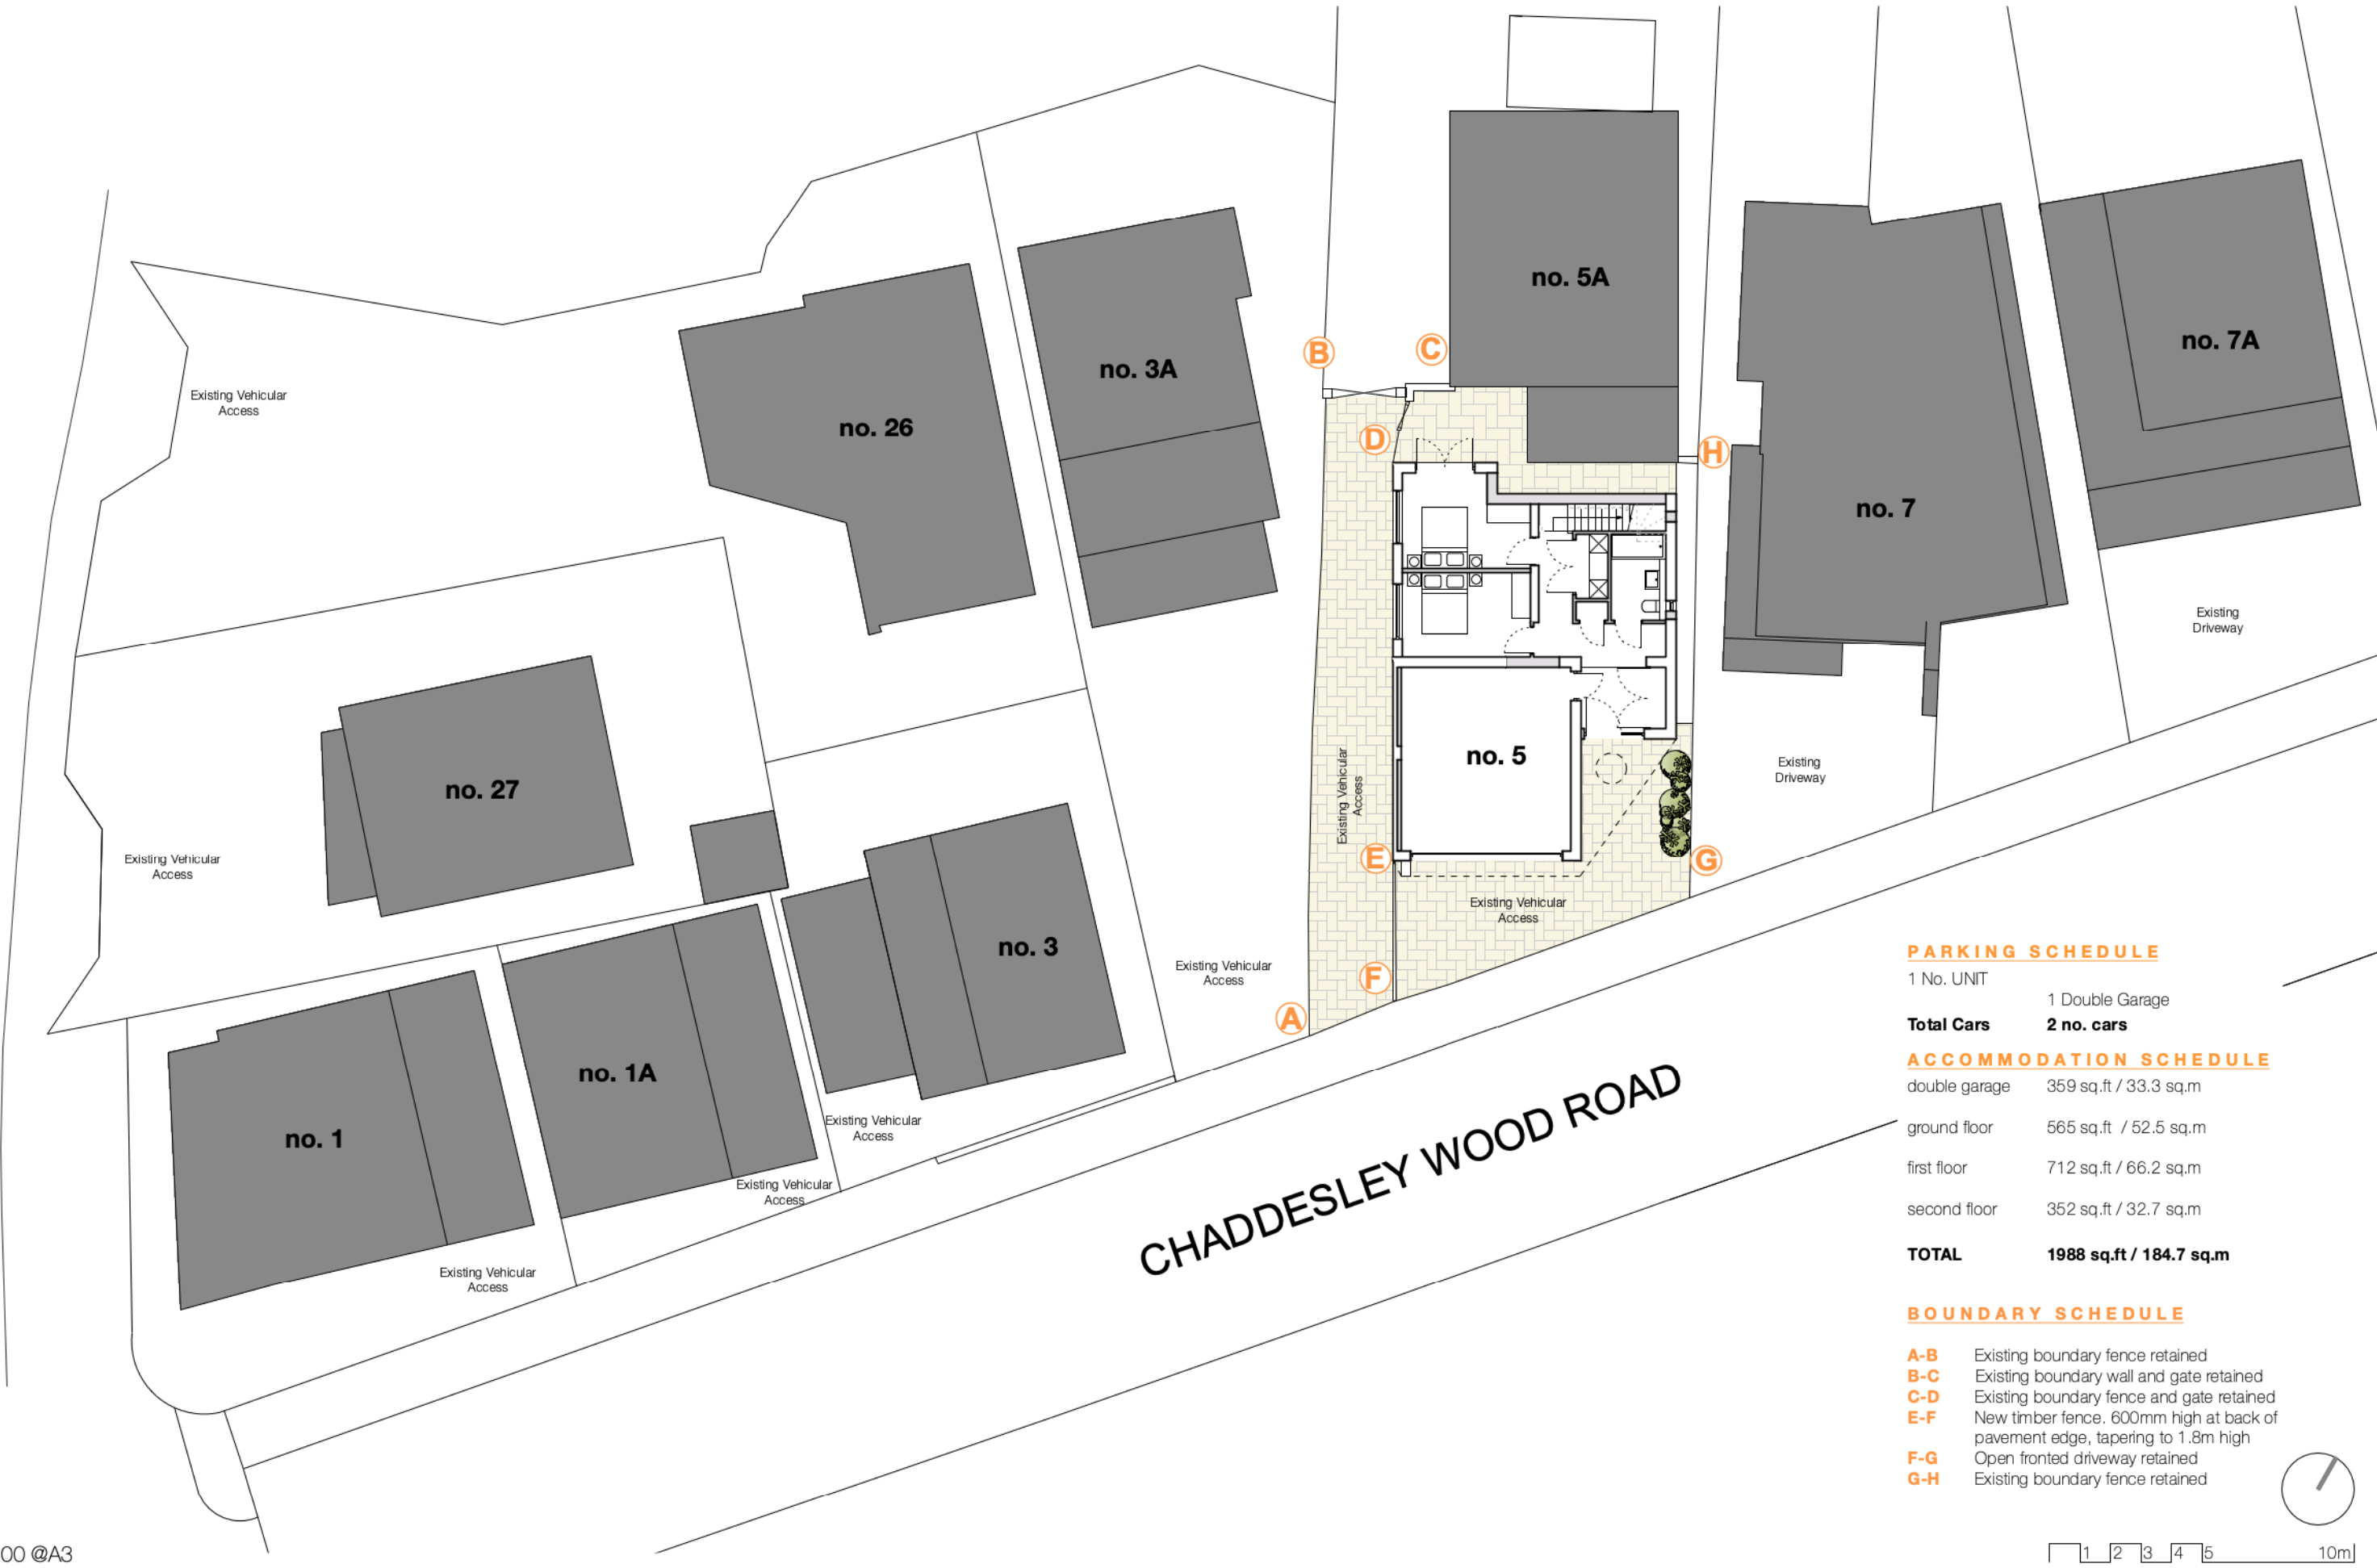 no. 5A
B
C
no. 3A
no. 7A
Existing Vehicular
Access
no. 26
D
H
no. 7
Existing
Driveway
no. 27
no. 5
Existing Vehicular
Access
Existing
Driveway
Existing Vehicular
Access
E
G
Existing Vehicular
Access
no. 3
Existing Vehicular
Access
F
A
no. 1A
no. 1
Existing Vehicular
Access
Existing Vehicular
Access
Existing Vehicular
Access
CHADDESLEY WOOD ROAD
PARKING SCHEDULE
1 No. UNIT
1 Double Garage
Total Cars 2 no. cars
ACCOMMODATION SCHEDULE
double garage 359 sq.ft / 33.3 sq.m
ground floor 565 sq.ft / 52.5 sq.m
first floor 712 sq.ft / 66.2 sq.m
second floor 352 sq.ft / 32.7 sq.m
TOTAL 1988 sq.ft / 184.7 sq.m
BOUNDARY SCHEDULE
A-B Existing boundary fence retained
B-C Existing boundary wall and gate retained
C-D Existing boundary fence and gate retained
E-F New timber fence. 600mm high at back of
pavement edge, tapering to 1.8m high
F-G Open fronted driveway retained
G-H Existing boundary fence retained
00 @A3
1 2 3 4 5 10m